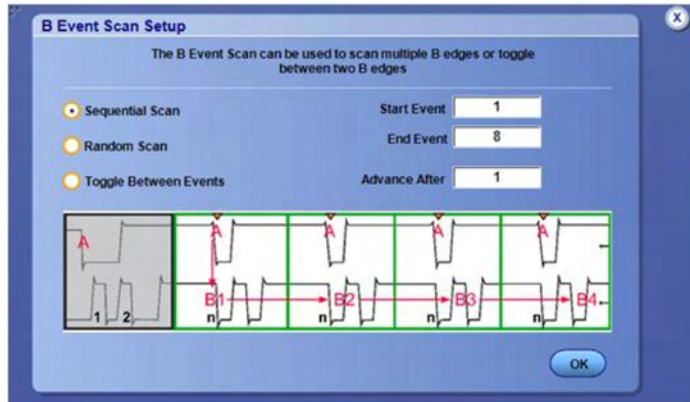 B Event Scan Setup
X
The B Event Scan can be used to scan multiple B edges or toggle
between two B edges
Sequential Scan
Start Event 1
End Event 8
Random Scan
Toggle Between Events
Advance After 1
A A A A A
B1 B2 B3 B4
1 2 n n n n
OK